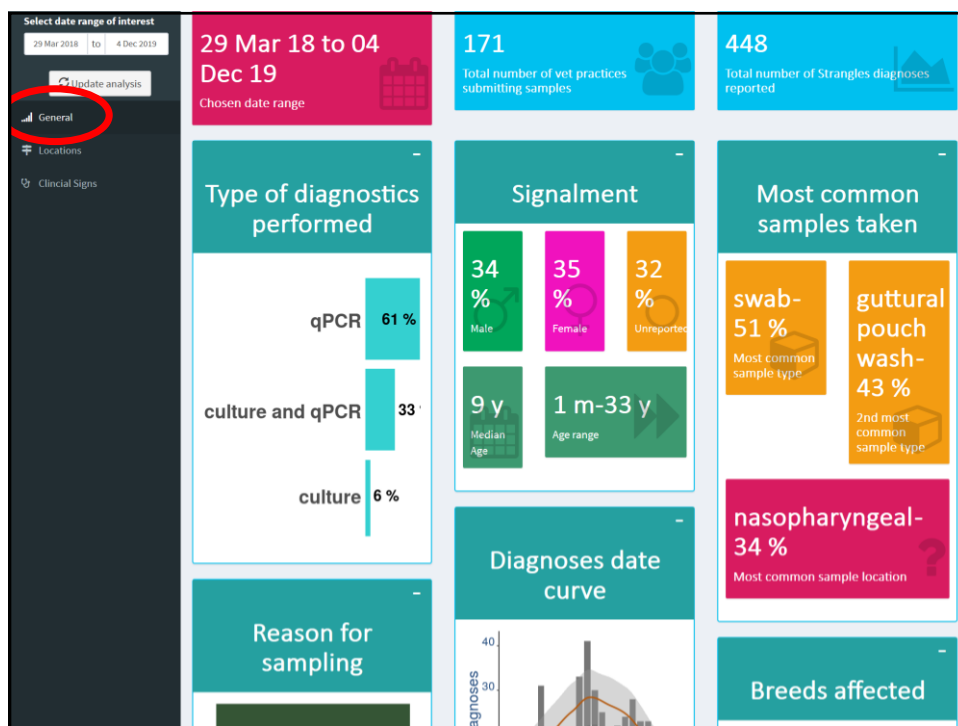 Select date range of interest
29 Mar 2018 to 4 Dec 2019
Update analysis
General
Locations
Clincial Signs
29 Mar 18 to 04
Dec 19
Chosen date range
171
Total number of vet practices
submitting samples
448
Total number of Strangles diagnoses
reported
Type of diagnostics
performed
qPCR 61 %
culture and qPCR 33
culture 6 %
Signalment
34
%
Male
35
%
Female
32
%
Unreported
9 y
Median
Age
1 m-33 y
Age range
Most common
samples taken
swab-
51 %
Most common
sample type
guttural
pouch
wash-
43 %
2nd most
common
sample type
nasopharyngeal-
34 %
Most common sample location
Reason for
sampling
Diagnoses date
curve
40
30
Breeds affected